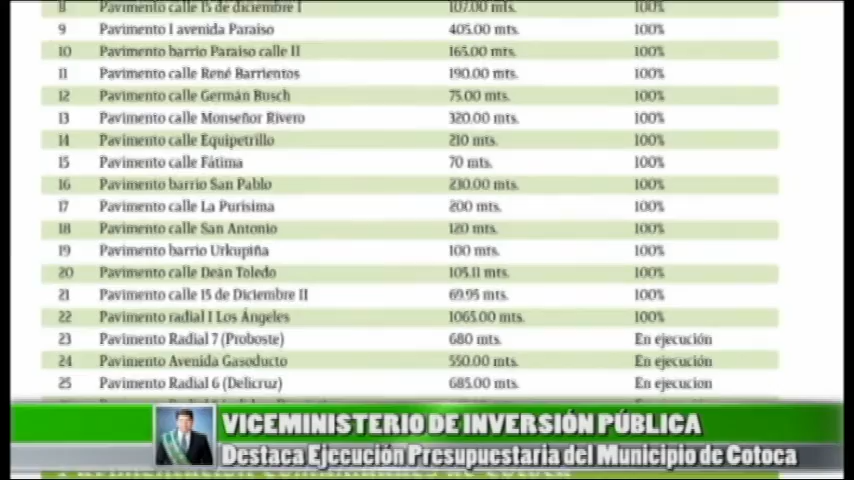 8 Pavimento calle 15 de diciembre I 107.00 mts. 100%
9 Pavimento 1 avenida Paraíso 405.00 mts. 100%
10 Pavimento barrio Paraíso calle II 165.00 mts. 100%
11 Pavimento calle René Barrientos 190.00 mts. 100%
12 Pavimento calle Germán Busch 75.00 mts. 100%
13 Pavimento calle Monseñor Rivero 320.00 mts. 100%
14 Pavimento calle Equipetrillo 210 mts. 100%
15 Pavimento calle Fátima 70 mts. 100%
16 Pavimento barrio San Pablo 230.00 mts. 100%
17 Pavimento calle La Purísima 200 mts. 100%
18 Pavimento calle San Antonio 120 mts. 100%
19 Pavimento barrio Urkupiña 100 mts. 100%
20 Pavimento calle Deán Toledo 105.11 mts. 100%
21 Pavimento calle 15 de Diciembre II 69.95 mts. 100%
22 Pavimento radial 1 Los Ángeles 1065.00 mts. 100%
23 Pavimento Radial 7 (Proboste) 680 mts. En ejecución
24 Pavimento Avenida Gasoducto 550.00 mts. En ejecución
25 Pavimento Radial 6 (Delicruz) 685.00 mts. En ejecucion
VICEMINISTERIO DE INVERSIÓN PÚBLICA
Destaca Ejecución Presupuestaria del Municipio de Cotoca